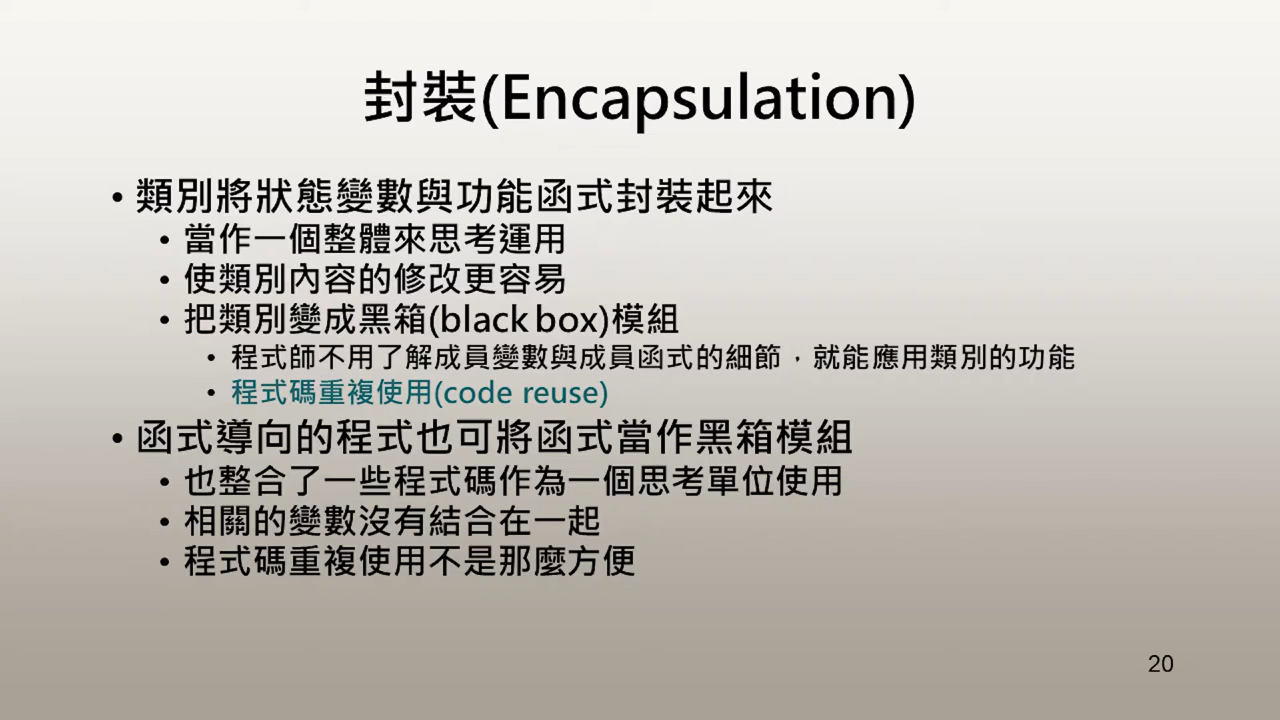 封裝(Encapsulation)
• 類別將狀態變數與功能函式封裝起來
• 當作一個整體來思考運用
• 使類別內容的修改更容易
• 把類別變成黑箱(black box)模組
• 程式師不用了解成員變數與成員函式的細節，就能應用類別的功能
• 程式碼重複使用(code reuse)
• 函式導向的程式也可將函式當作黑箱模組
• 也整合了一些程式碼作為一個思考單位使用
• 相關的變數沒有結合在一起
• 程式碼重複使用不是那麼方便
20